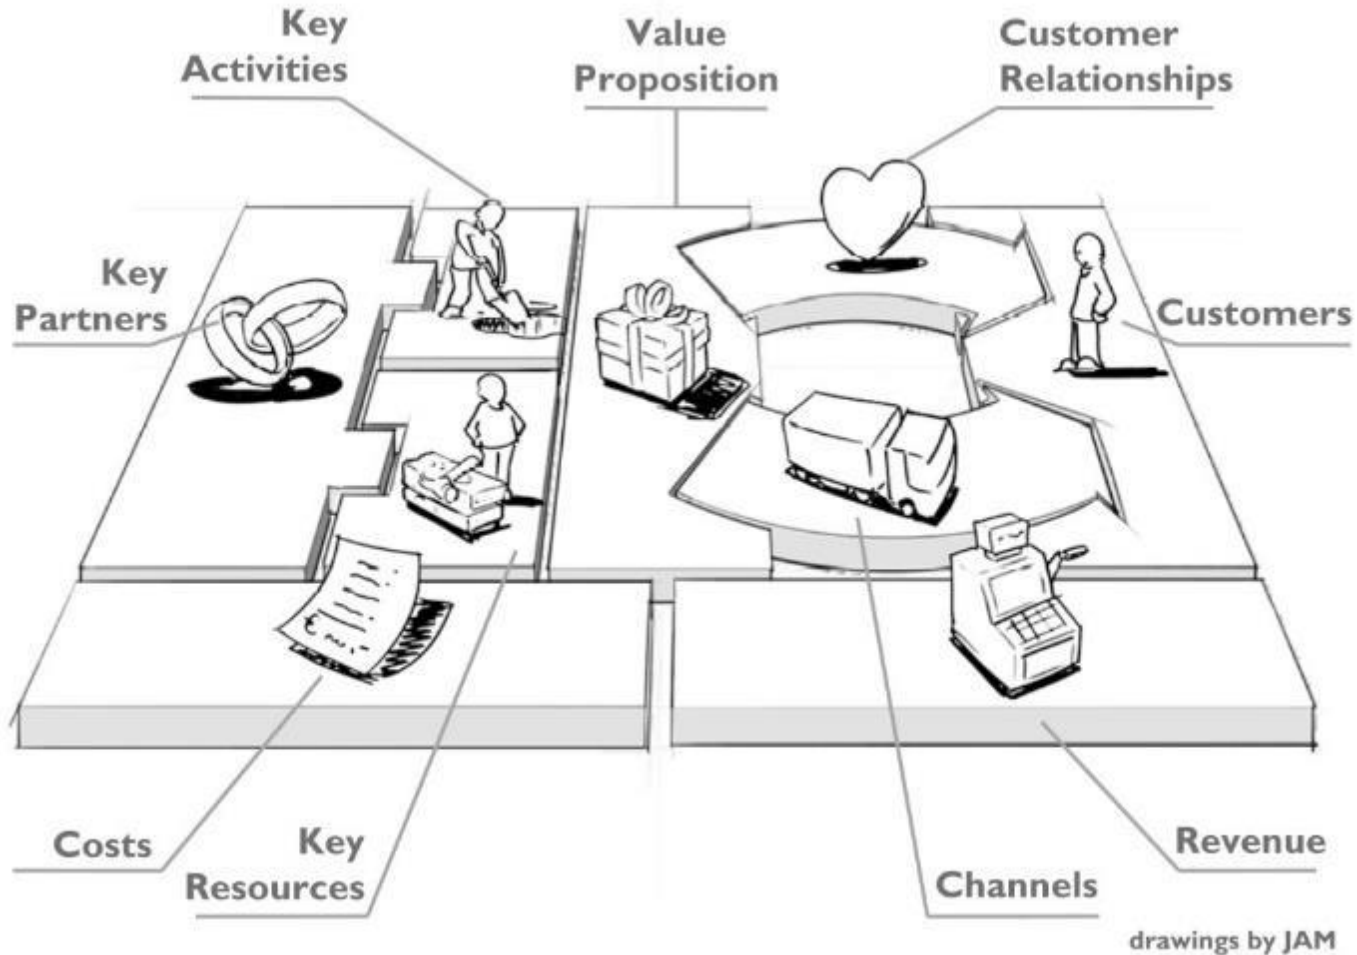 Key
Activities
Value
Proposition
Customer
Relationships
Key
Partners
Customers
€
Costs
Key
Resources
Channels
Revenue
drawings by JAM